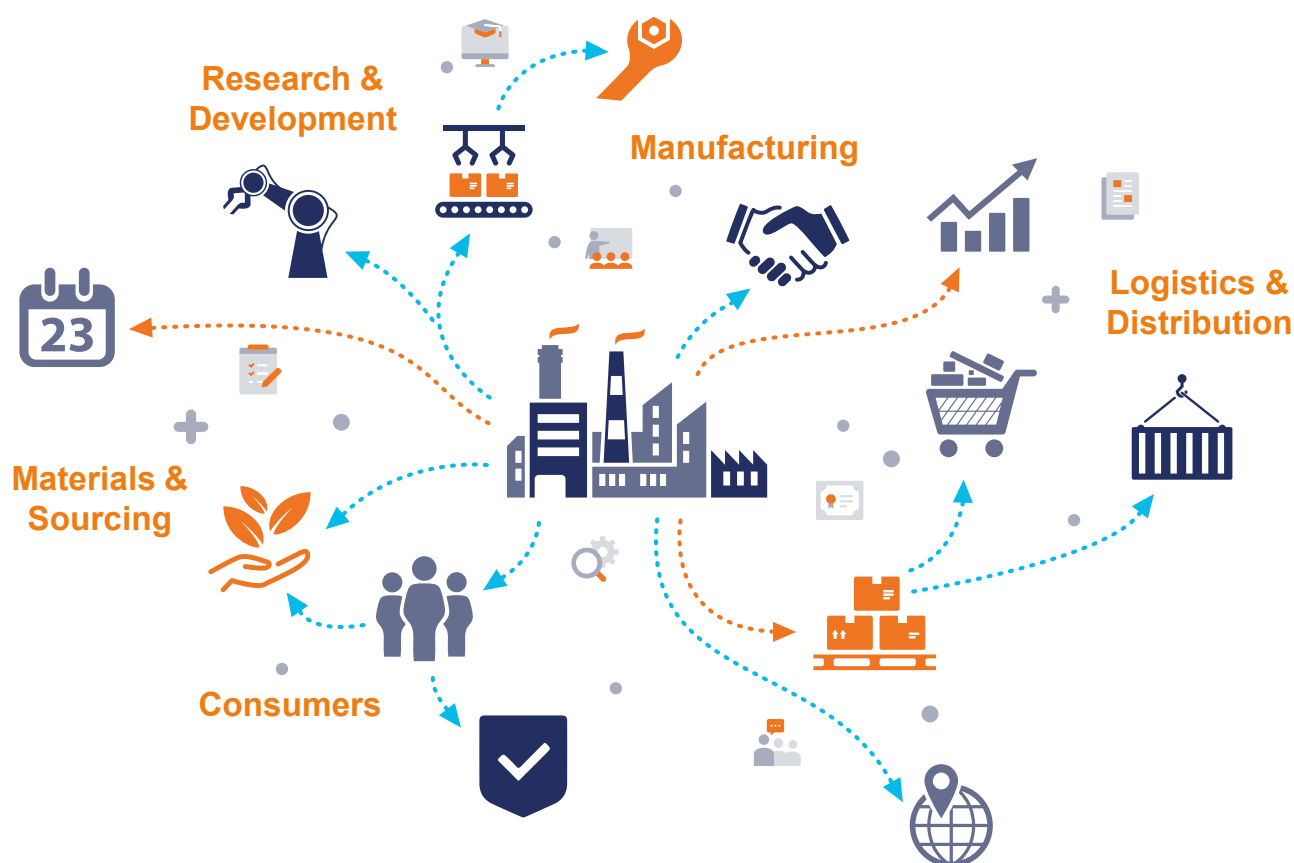 Research &
Development
Manufacturing
Logistics &
Distribution
23
Materials &
Sourcing
Consumers